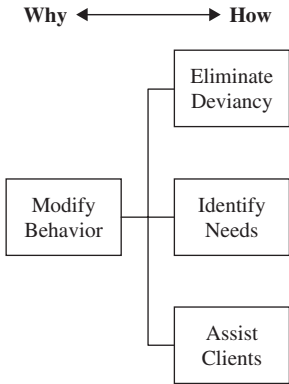 Why How
Eliminate
Deviancy
Modify
Behavior
Identify
Needs
Assist
Clients